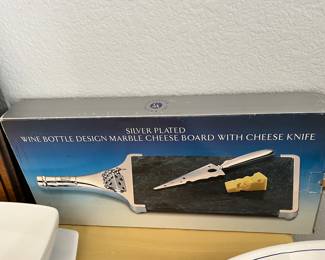 SILVER PLATED
WINE BOTTLE DESIGN MARBLE CHEESE BOARD WITH CHEESE KNIFE